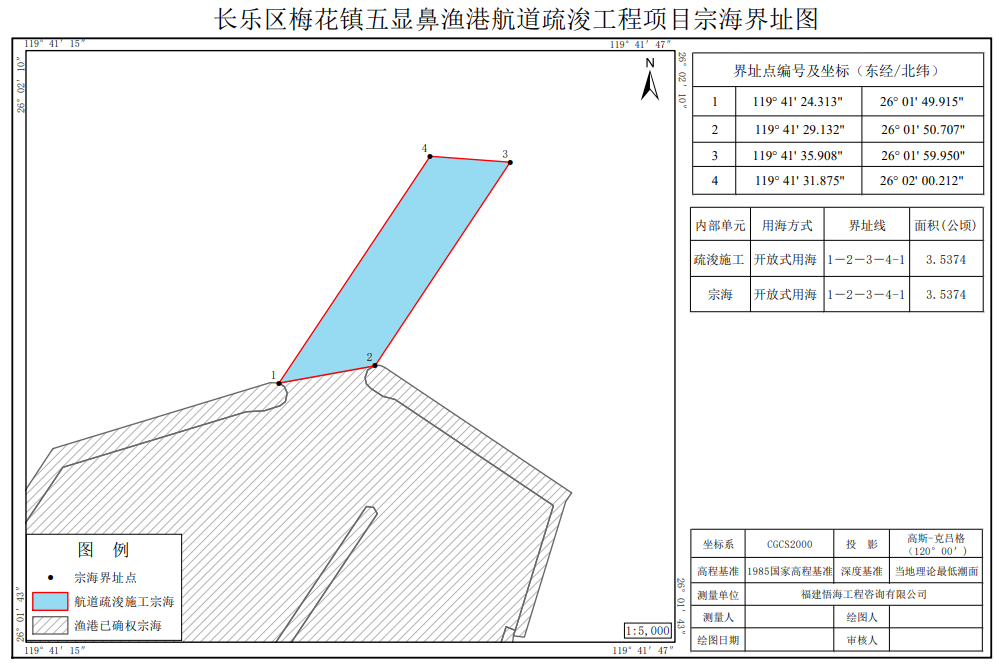 长乐区梅花镇五显鼻渔港航道疏浚工程项目宗海界址图
119° 41′ 15″
119° 41′ 47″
26° 02′ 10″
26° 02′ 10″
N
4
3
2
1
图 例
宗海界址点
航道疏浚施工宗海
渔港已确权宗海
1:5,000
26° 01′ 43″
26° 01′ 43″
119° 41′ 15″
119° 41′ 47″
界址点编号及坐标（东经/北纬）
1 119° 41' 24.313" 26° 01' 49.915"
2 119° 41' 29.132" 26° 01' 50.707"
3 119° 41' 35.908" 26° 01' 59.950"
4 119° 41' 31.875" 26° 02' 00.212"
内部单元 用海方式 界址线 面积(公顷)
疏浚施工 开放式用海 1－2－3－4-1 3.5374
宗海 开放式用海 1－2－3－4-1 3.5374
坐标系 CGCS2000 投 影 高斯-克吕格
(120° 00′)
高程基准 1985国家高程基准 深度基准 当地理论最低潮面
测量单位 福建悟海工程咨询有限公司
测量人 绘图人
绘图日期 审核人